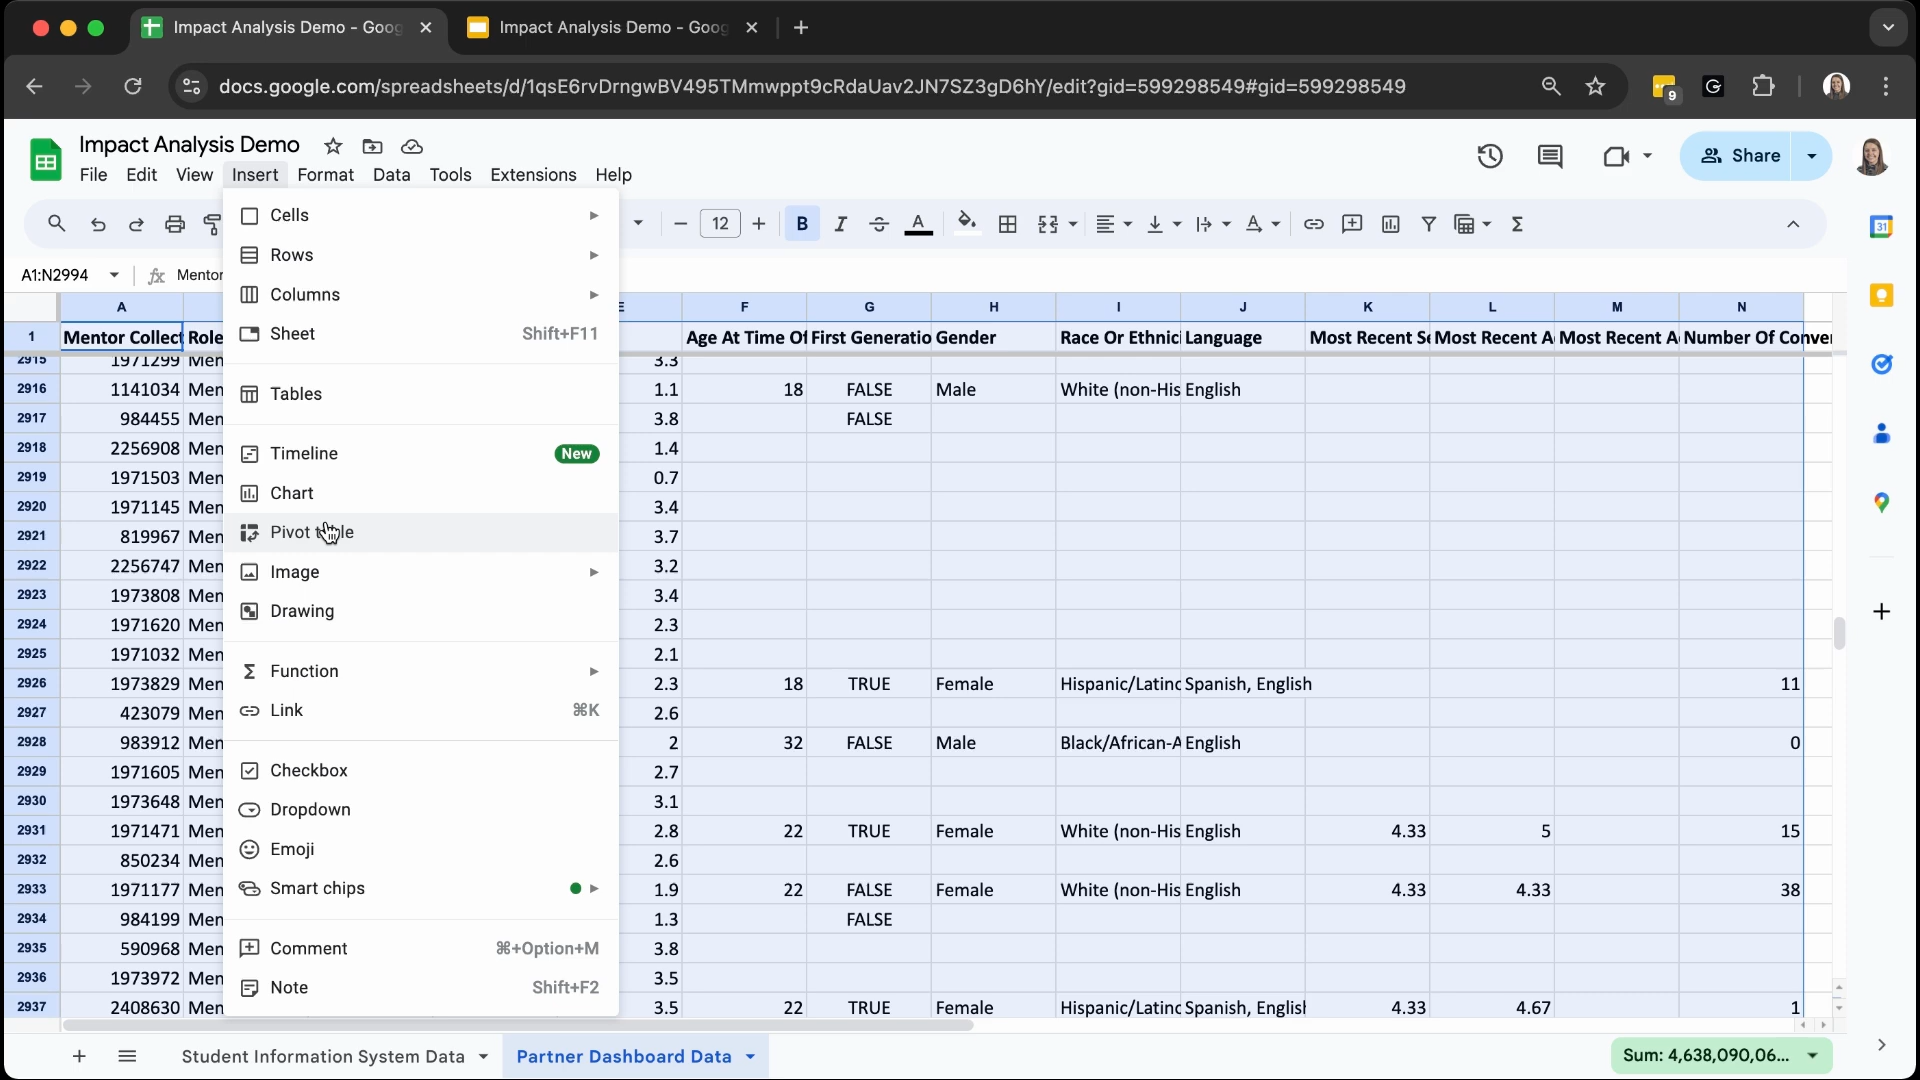 Impact Analysis Demo - Goog
Impact Analysis Demo - Goog
docs.google.com/spreadsheets/d/1qsE6rvDrngwBV495TMmwppt9cRdaUav2JN7SZ3gD6hY/edit?gid=599298549#gid=599298549
9
Impact Analysis Demo
File Edit View Insert Format Data Tools Extensions Help
Share
12
31
A1:N2994
Mentor
Cells
Rows
Columns
Sheet Shift+F11
Tables
Timeline New
Chart
Pivot table
Image
Drawing
Function
Link ⌘K
Checkbox
Dropdown
Emoji
Smart chips
Comment ⌘+Option+M
Note Shift+F2
A E F G H I J K L M N
1 Mentor Collect Role Age At Time Of First Generatio Gender Race Or Ethnic Language Most Recent Se Most Recent A Most Recent A Number Of Conver
2915 1971299 Men 3.3
2916 1141034 Men 1.1 18 FALSE Male White (non-His English
2917 984455 Men 3.8 FALSE
2918 2256908 Men 1.4
2919 1971503 Men 0.7
2920 1971145 Men 3.4
2921 819967 Men 3.7
2922 2256747 Men 3.2
2923 1973808 Men 3.4
2924 1971620 Men 2.3
2925 1971032 Men 2.1
2926 1973829 Men 2.3 18 TRUE Female Hispanic/Latino Spanish, English 11
2927 423079 Men 2.6
2928 983912 Men 2 32 FALSE Male Black/African-A English 0
2929 1971605 Men 2.7
2930 1973648 Men 3.1
2931 1971471 Men 2.8 22 TRUE Female White (non-His English 4.33 5 15
2932 850234 Men 2.6
2933 1971177 Men 1.9 22 FALSE Female White (non-His English 4.33 4.33 38
2934 984199 Men 1.3 FALSE
2935 590968 Men 3.8
2936 1973972 Men 3.5
2937 2408630 Men 3.5 22 TRUE Female Hispanic/Latino Spanish, English 4.33 4.67 1
Student Information System Data Partner Dashboard Data Sum: 4,638,090,06...